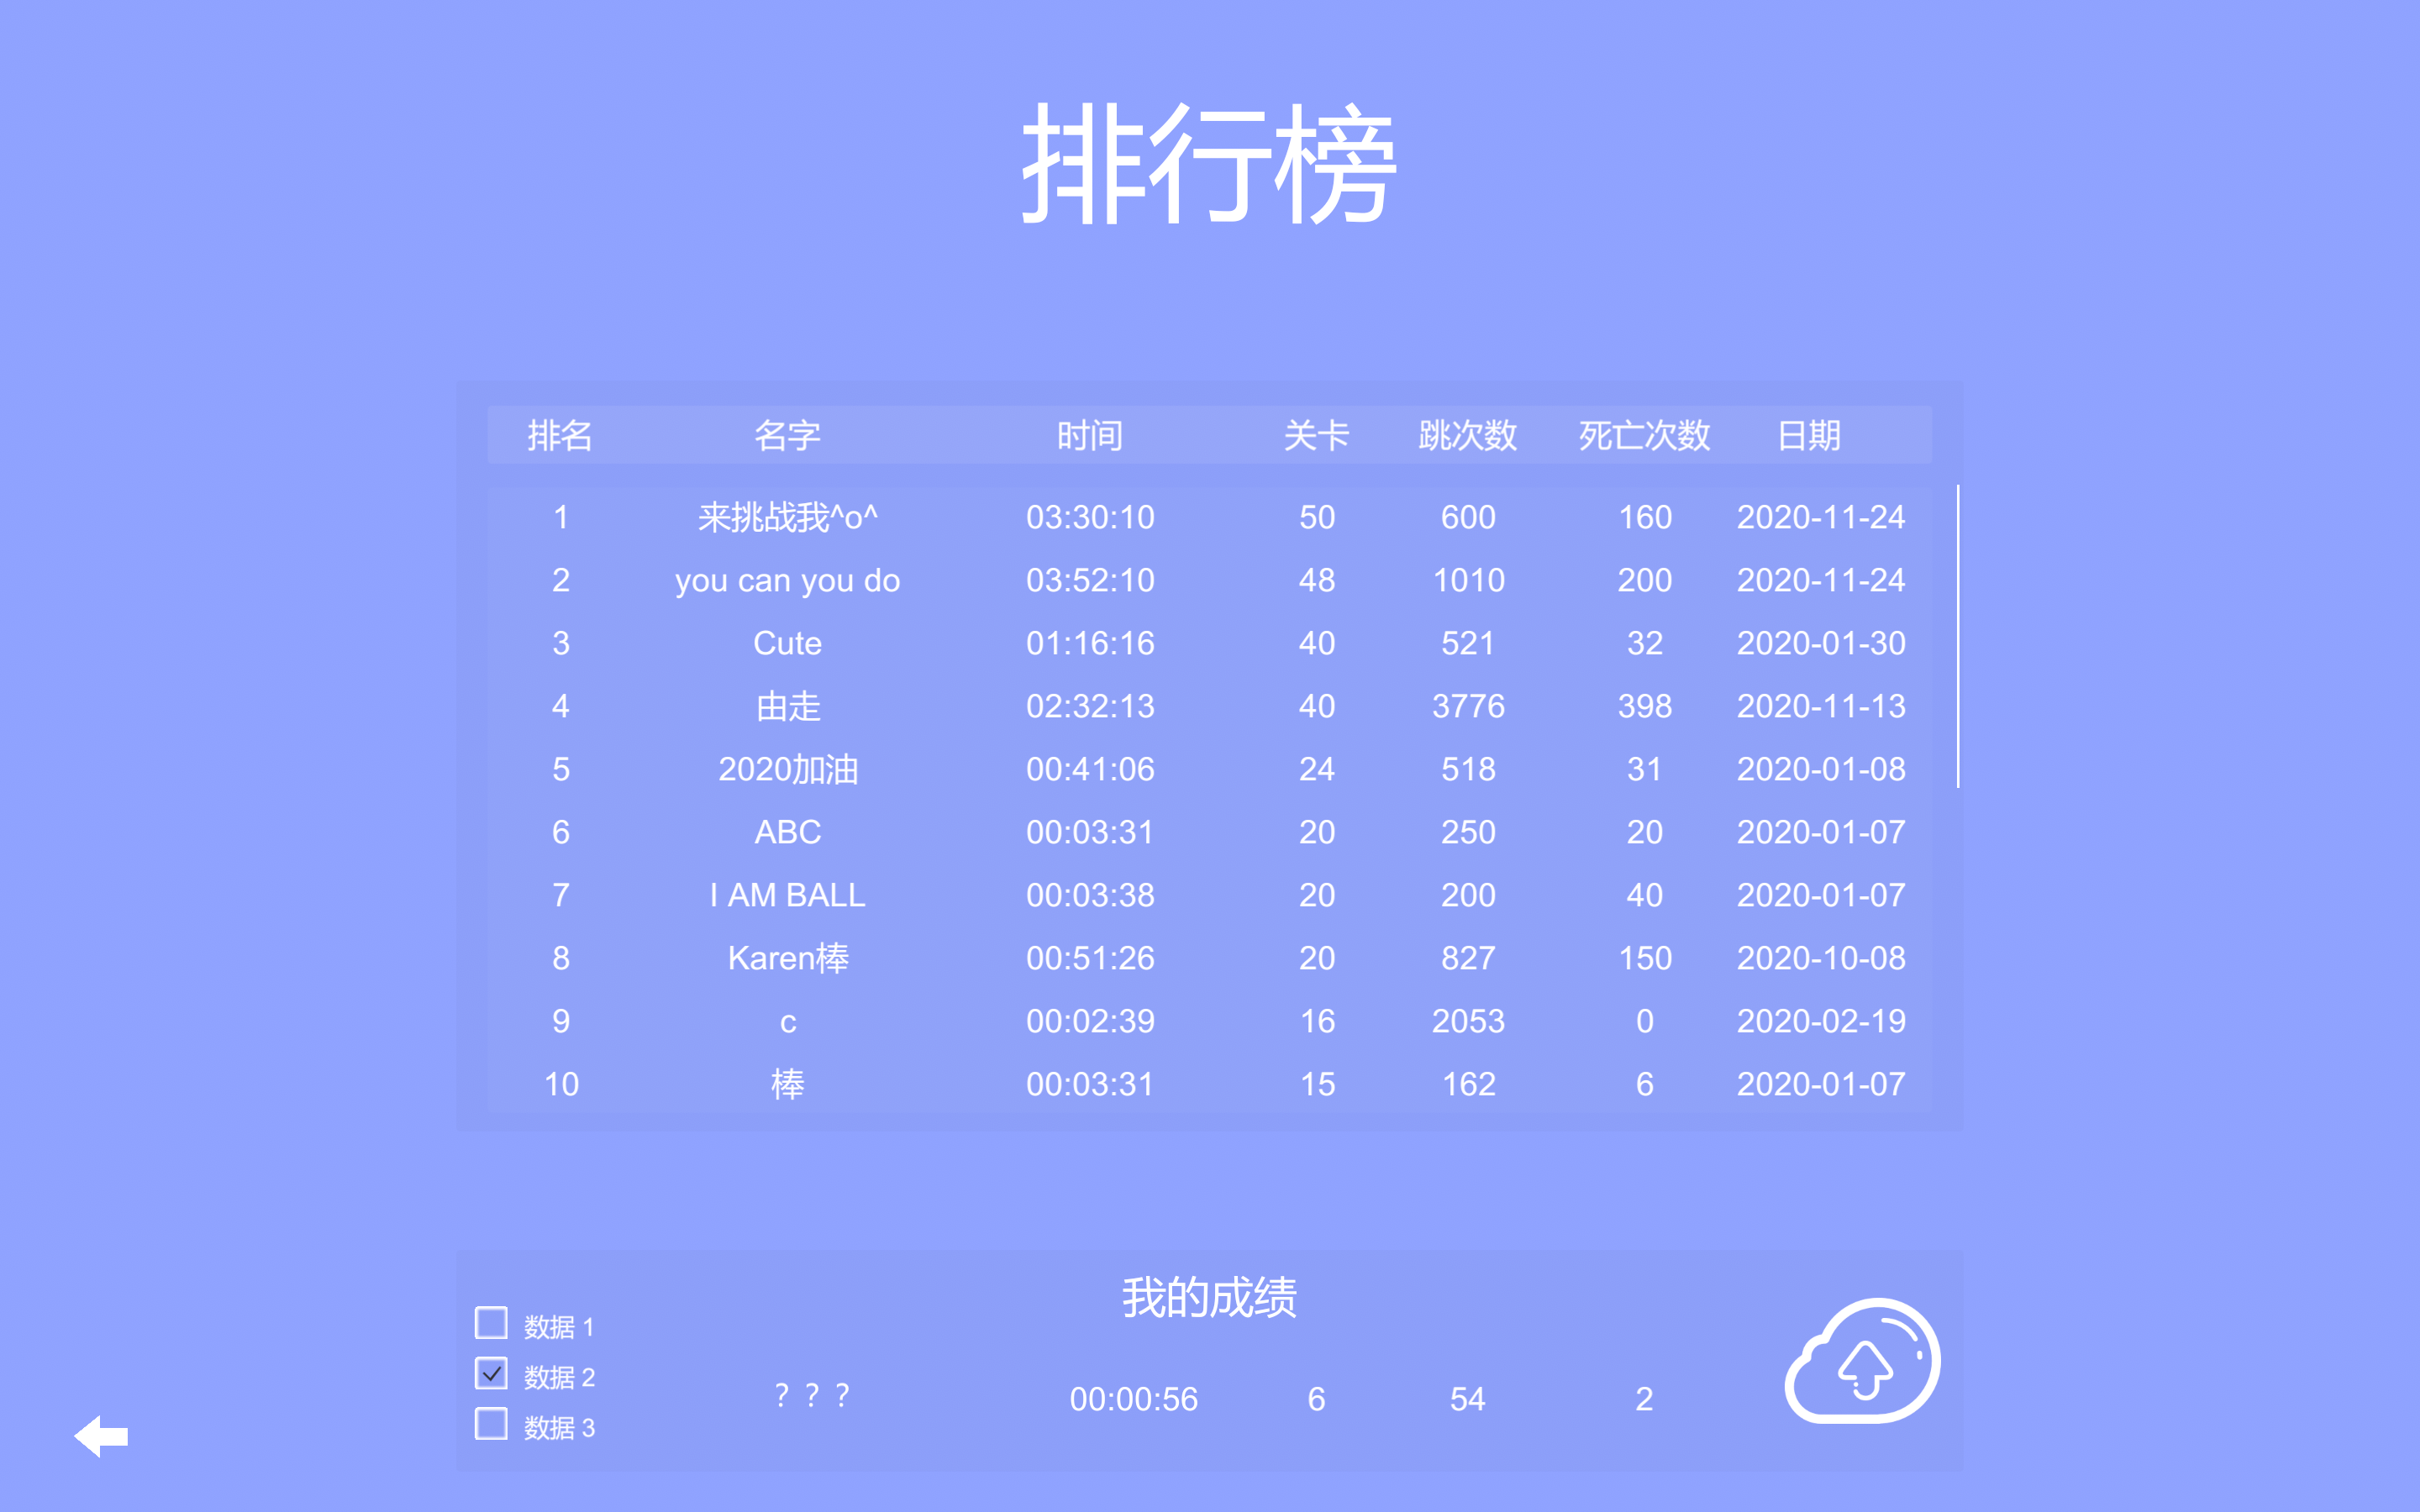 排行榜
排名 名字 时间 关卡 跳次数 死亡次数 日期
1 来挑战我^o^ 03:30:10 50 600 160 2020-11-24
2 you can you do 03:52:10 48 1010 200 2020-11-24
3 Cute 01:16:16 40 521 32 2020-01-30
4 由走 02:32:13 40 3776 398 2020-11-13
5 2020加油 00:41:06 24 518 31 2020-01-08
6 ABC 00:03:31 20 250 20 2020-01-07
7 I AM BALL 00:03:38 20 200 40 2020-01-07
8 Karen棒 00:51:26 20 827 150 2020-10-08
9 c 00:02:39 16 2053 0 2020-02-19
10 棒 00:03:31 15 162 6 2020-01-07
我的成绩
数据 1
数据 2
数据 3
？？？ 00:00:56 6 54 2